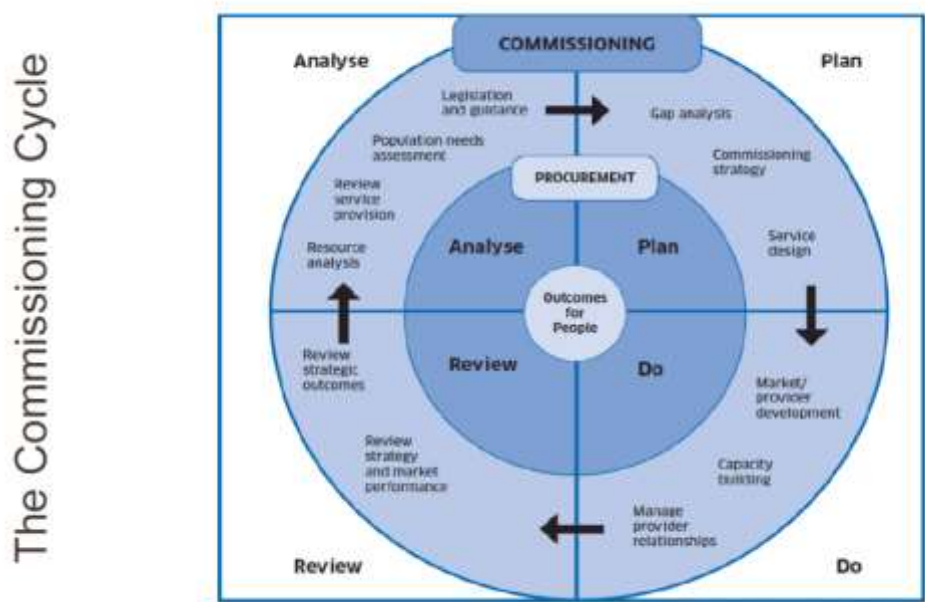 The Commissioning Cycle
COMMISSIONING
Analyse
Plan
Legislation
and guidance
Gap analysis
Population needs
assessment
Commissioning
strategy
PROCUREMENT
Review
service
provision
Analyse
Plan
Service
design
Resource
analysis
Outcomes
for
People
Review
strategic
outcomes
Review
Do
Market/
provider
development
Review
strategy
and market
performance
Capacity
building
Manage
provider
relationships
Review
Do